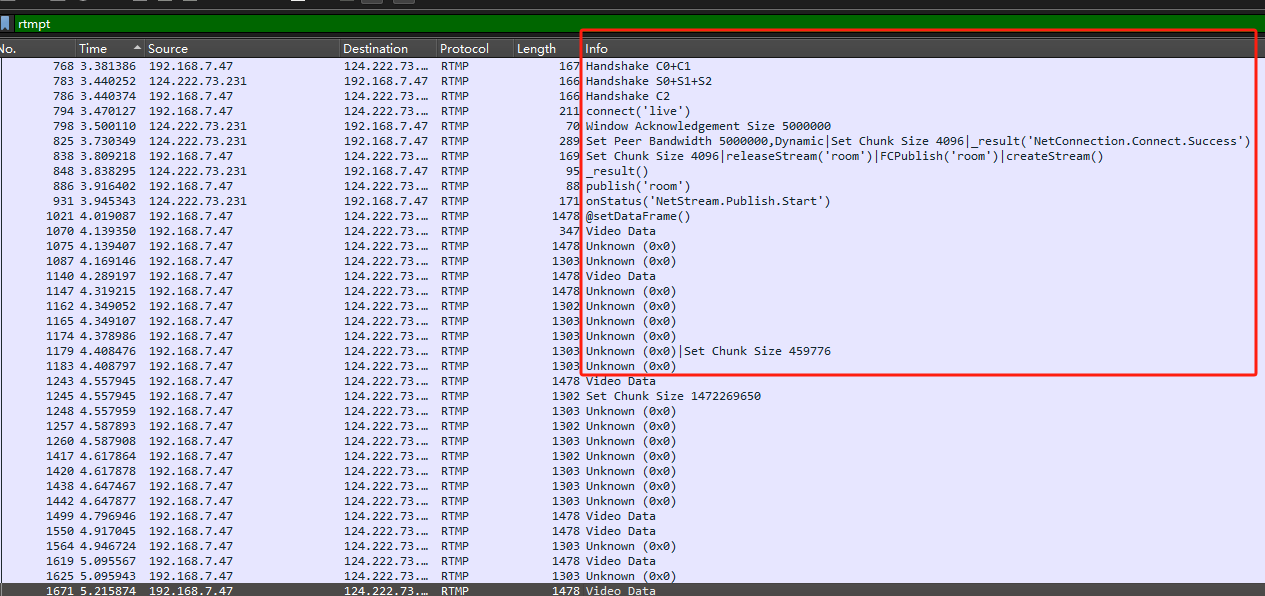 rtmpt
No. Time Source Destination Protocol Length Info
768 3.381386 192.168.7.47 124.222.73.… RTMP 167 Handshake C0+C1
783 3.440252 124.222.73.231 192.168.7.47 RTMP 166 Handshake S0+S1+S2
786 3.440374 192.168.7.47 124.222.73.… RTMP 166 Handshake C2
794 3.470127 192.168.7.47 124.222.73.… RTMP 211 connect('live')
798 3.500110 124.222.73.231 192.168.7.47 RTMP 70 Window Acknowledgement Size 5000000
825 3.730349 124.222.73.231 192.168.7.47 RTMP 289 Set Peer Bandwidth 5000000,Dynamic|Set Chunk Size 4096|_result('NetConnection.Connect.Success')
838 3.809218 192.168.7.47 124.222.73.… RTMP 169 Set Chunk Size 4096|releaseStream('room')|FCPublish('room')|createStream()
848 3.838295 124.222.73.231 192.168.7.47 RTMP 95 _result()
886 3.916402 192.168.7.47 124.222.73.… RTMP 88 publish('room')
931 3.945343 124.222.73.231 192.168.7.47 RTMP 171 onStatus('NetStream.Publish.Start')
1021 4.019087 192.168.7.47 124.222.73.… RTMP 1478 @setDataFrame()
1070 4.139350 192.168.7.47 124.222.73.… RTMP 347 Video Data
1075 4.139407 192.168.7.47 124.222.73.… RTMP 1478 Unknown (0x0)
1087 4.169146 192.168.7.47 124.222.73.… RTMP 1303 Unknown (0x0)
1140 4.289197 192.168.7.47 124.222.73.… RTMP 1478 Video Data
1147 4.319215 192.168.7.47 124.222.73.… RTMP 1478 Unknown (0x0)
1162 4.349052 192.168.7.47 124.222.73.… RTMP 1302 Unknown (0x0)
1165 4.349107 192.168.7.47 124.222.73.… RTMP 1303 Unknown (0x0)
1174 4.378986 192.168.7.47 124.222.73.… RTMP 1303 Unknown (0x0)
1179 4.408476 192.168.7.47 124.222.73.… RTMP 1303 Unknown (0x0)|Set Chunk Size 459776
1183 4.408797 192.168.7.47 124.222.73.… RTMP 1303 Unknown (0x0)
1243 4.557945 192.168.7.47 124.222.73.… RTMP 1478 Video Data
1245 4.557945 192.168.7.47 124.222.73.… RTMP 1302 Set Chunk Size 1472269650
1248 4.557959 192.168.7.47 124.222.73.… RTMP 1303 Unknown (0x0)
1257 4.587893 192.168.7.47 124.222.73.… RTMP 1302 Unknown (0x0)
1260 4.587908 192.168.7.47 124.222.73.… RTMP 1303 Unknown (0x0)
1417 4.617864 192.168.7.47 124.222.73.… RTMP 1302 Unknown (0x0)
1420 4.617878 192.168.7.47 124.222.73.… RTMP 1303 Unknown (0x0)
1438 4.647467 192.168.7.47 124.222.73.… RTMP 1303 Unknown (0x0)
1442 4.647877 192.168.7.47 124.222.73.… RTMP 1303 Unknown (0x0)
1499 4.796946 192.168.7.47 124.222.73.… RTMP 1478 Video Data
1550 4.917045 192.168.7.47 124.222.73.… RTMP 1478 Video Data
1564 4.946724 192.168.7.47 124.222.73.… RTMP 1303 Unknown (0x0)
1619 5.095567 192.168.7.47 124.222.73.… RTMP 1478 Video Data
1625 5.095943 192.168.7.47 124.222.73.… RTMP 1303 Unknown (0x0)
1671 5.215874 192.168.7.47 124.222.73.… RTMP 1478 Video Data